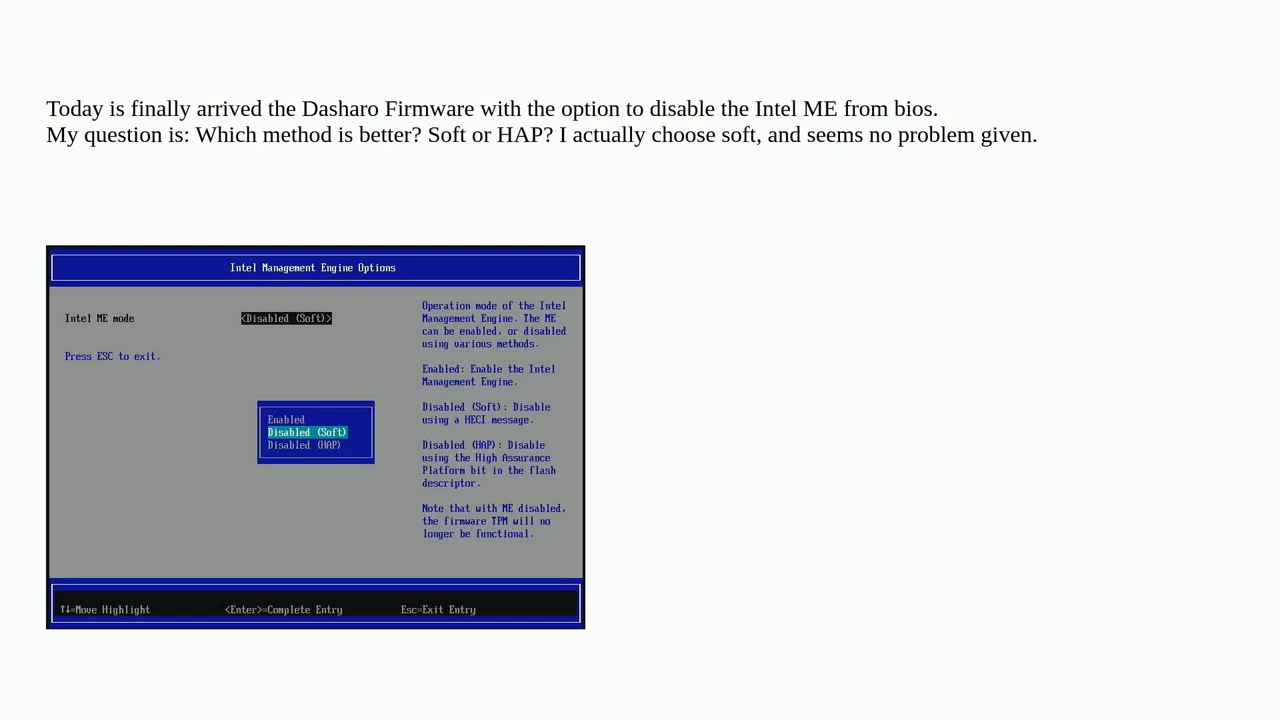 Today is finally arrived the Dasharo Firmware with the option to disable the Intel ME from bios.
My question is: Which method is better? Soft or HAP? I actually choose soft, and seems no problem given.
Intel Management Engine Options
Intel ME mode
<Disabled (Soft)>
Press ESC to exit.
Enabled
Disabled (Soft)
Disabled (HAP)
Operation mode of the Intel
Management Engine. The ME
can be enabled, or disabled
using various methods.
Enabled: Enable the Intel
Management Engine.
Disabled (Soft): Disable
using a HECI message.
Disabled (HAP): Disable
using the High Assurance
Platform bit in the flash
descriptor.
Note that with ME disabled,
the firmware TPM will no
longer be functional.
↑↓=Move Highlight
<Enter>=Complete Entry
Esc=Exit Entry